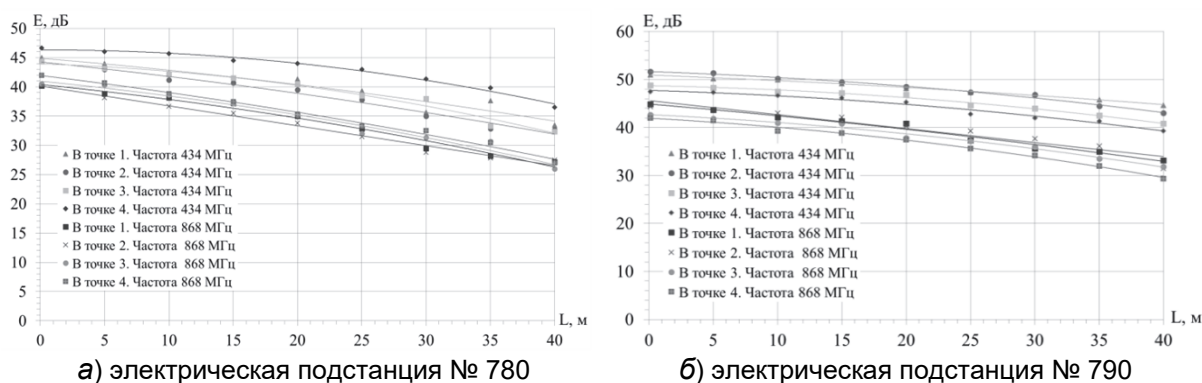 E, дБ
50
45
40
35
30
25
20
15
10
5
0
В точке 1. Частота 434 МГц
В точке 2. Частота 434 МГц
В точке 3. Частота 434 МГц
В точке 4. Частота 434 МГц
В точке 1. Частота 868 МГц
В точке 2. Частота 868 МГц
В точке 3. Частота 868 МГц
В точке 4. Частота 868 МГц
L, м
0 5 10 15 20 25 30 35 40
а) электрическая подстанция № 780
E, дБ
60
50
40
30
20
10
0
В точке 1. Частота 434 МГц
В точке 2. Частота 434 МГц
В точке 3. Частота 434 МГц
В точке 4. Частота 434 МГц
В точке 1. Частота 868 МГц
В точке 2. Частота 868 МГц
В точке 3. Частота 868 МГц
В точке 4. Частота 868 МГц
L, м
0 5 10 15 20 25 30 35 40
б) электрическая подстанция № 790